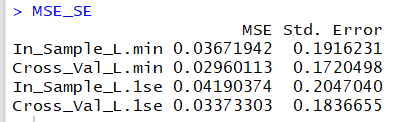 > MSE_SE
MSE Std. Error
In_Sample_L.min 0.03671942 0.1916231
Cross_Val_L.min 0.02960113 0.1720498
In_Sample_L.1se 0.04190374 0.2047040
Cross_Val_L.1se 0.03373303 0.1836655